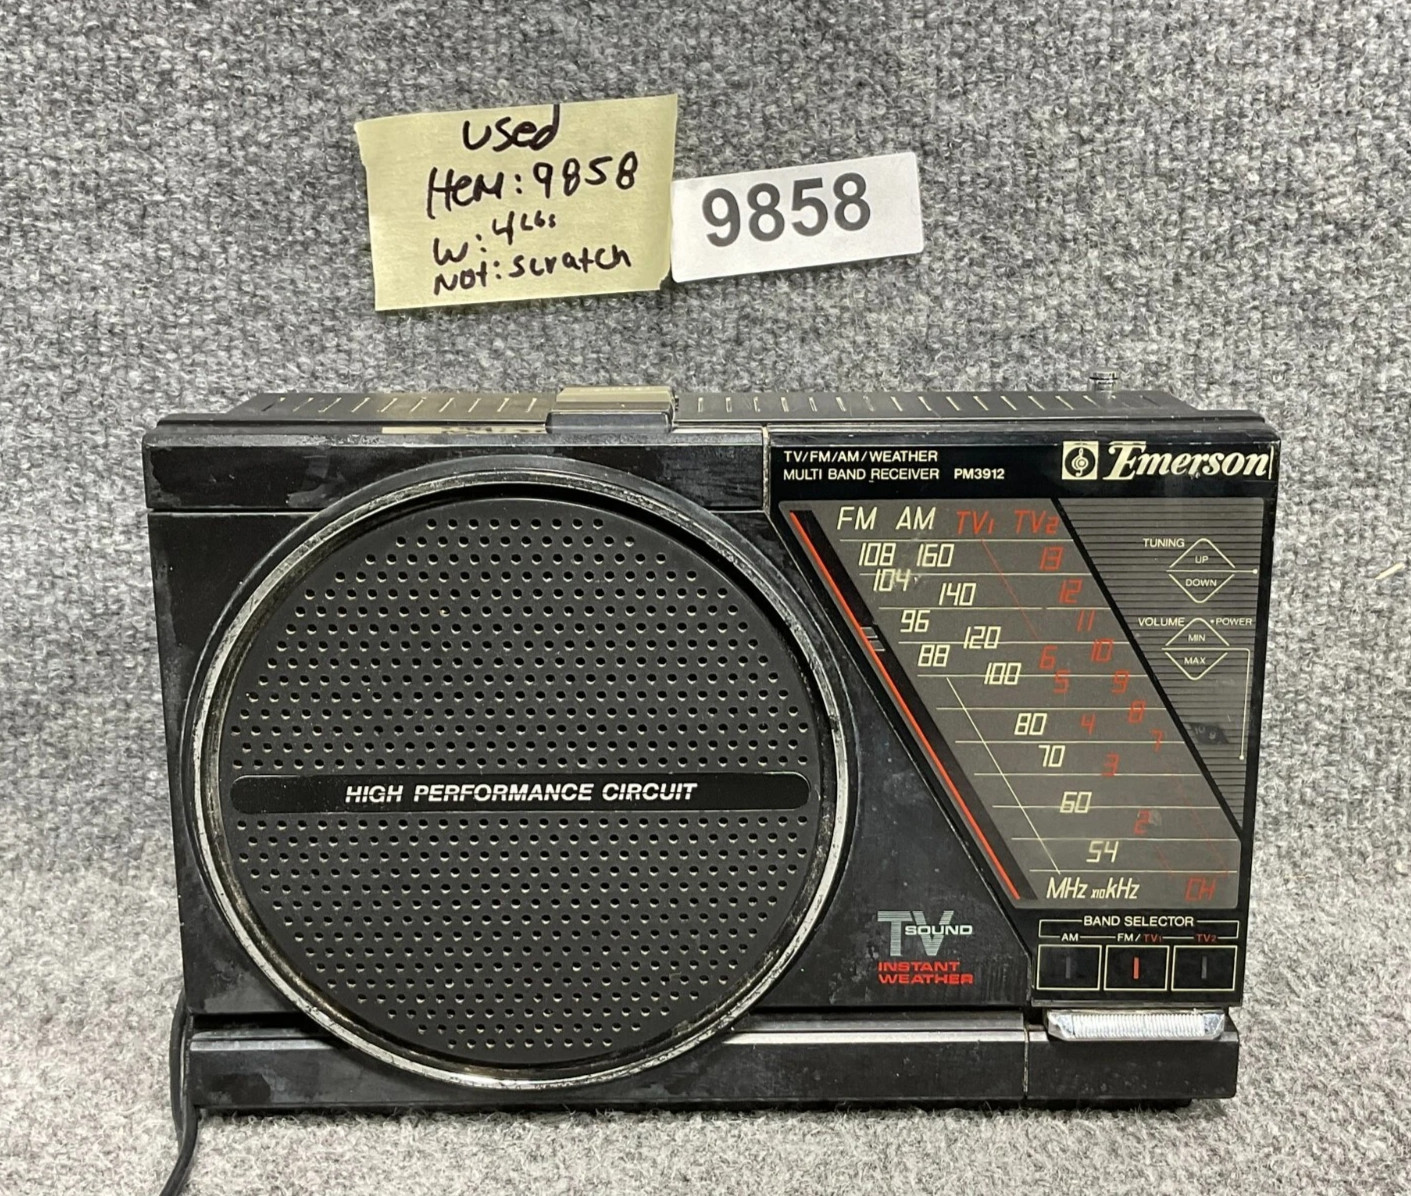 used
Item: 9858
W: 4Lbs
Not: scratch
9858
TV/FM/AM/WEATHER
MULTI BAND RECEIVER PM3912
Emerson
FM AM TV1 TV2
108 160 13
104 140 12
96 120 11
88 100 6 10
5 9
80 4 8
70 3 7
60 2
54
MHz x10kHz CH
TUNING
UP
DOWN
VOLUME •POWER
MIN
MAX
HIGH PERFORMANCE CIRCUIT
TV SOUND
INSTANT
WEATHER
BAND SELECTOR
AM FM/TV1 TV2